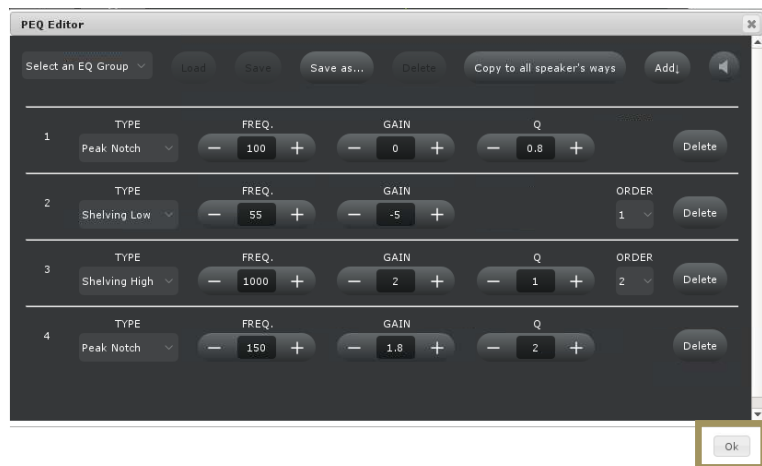 PEQ Editor
Select an EQ Group Load Save Save as... Delete Copy to all speaker's ways Add↓
TYPE FREQ. GAIN Q
1 Peak Notch — 100 + — 0 + — 0.8 + Delete
TYPE FREQ. GAIN ORDER
2 Shelving Low — 55 + — -5 + 1 Delete
TYPE FREQ. GAIN Q ORDER
3 Shelving High — 1000 + — 2 + — 1 + 2 Delete
TYPE FREQ. GAIN Q
4 Peak Notch — 150 + — 1.8 + — 2 + Delete
Ok